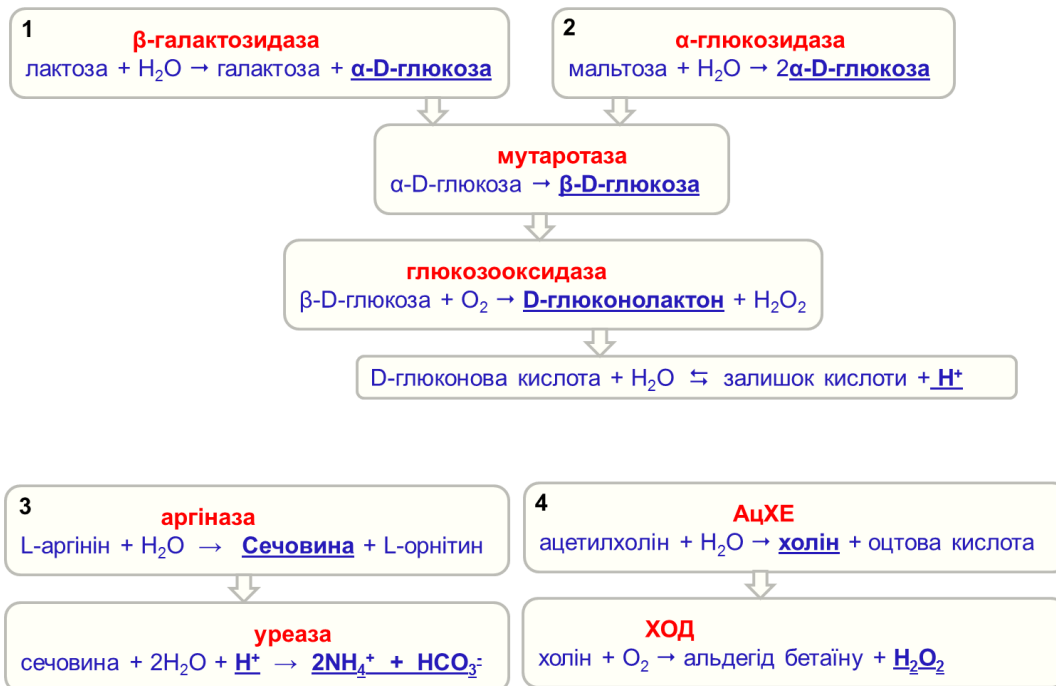 1
β-галактозидаза
лактоза + H₂O → галактоза + α-D-глюкоза
2
α-глюкозидаза
мальтоза + H₂O → 2α-D-глюкоза
мутаротаза
α-D-глюкоза → β-D-глюкоза
глюкозооксидаза
β-D-глюкоза + O₂ → D-глюконолактон + H₂O₂
D-глюконова кислота + H₂O ⇆ залишок кислоти + H⁺
3
аргіназа
L-аргінін + H₂O → Сечовина + L-орнітин
4
АцХЕ
ацетилхолін + H₂O → холін + оцтова кислота
уреаза
сечовина + 2H₂O + H⁺ → 2NH₄⁺ + HCO₃⁻
ХОД
холін + O₂ → альдегід бетаїну + H₂O₂